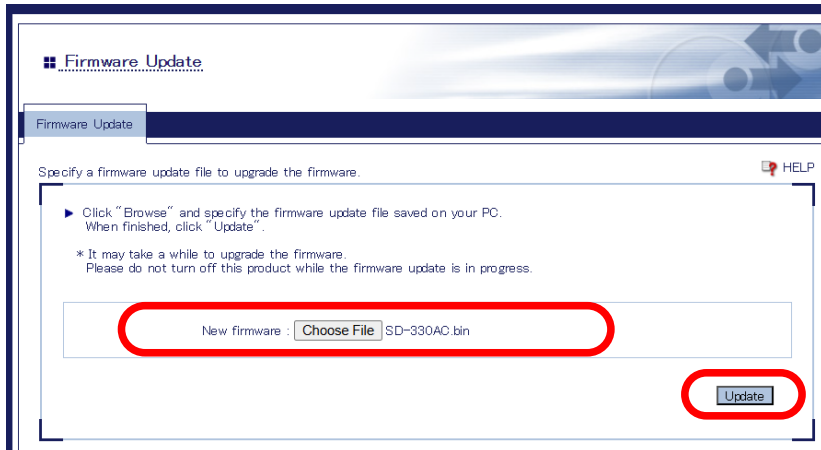 Firmware Update
Firmware Update
Specify a firmware update file to upgrade the firmware.
HELP
Click ″Browse″ and specify the firmware update file saved on your PC.
When finished, click ″Update″.
* It may take a while to upgrade the firmware.
Please do not turn off this product while the firmware update is in progress.
New firmware : Choose File SD-330AC.bin
Update